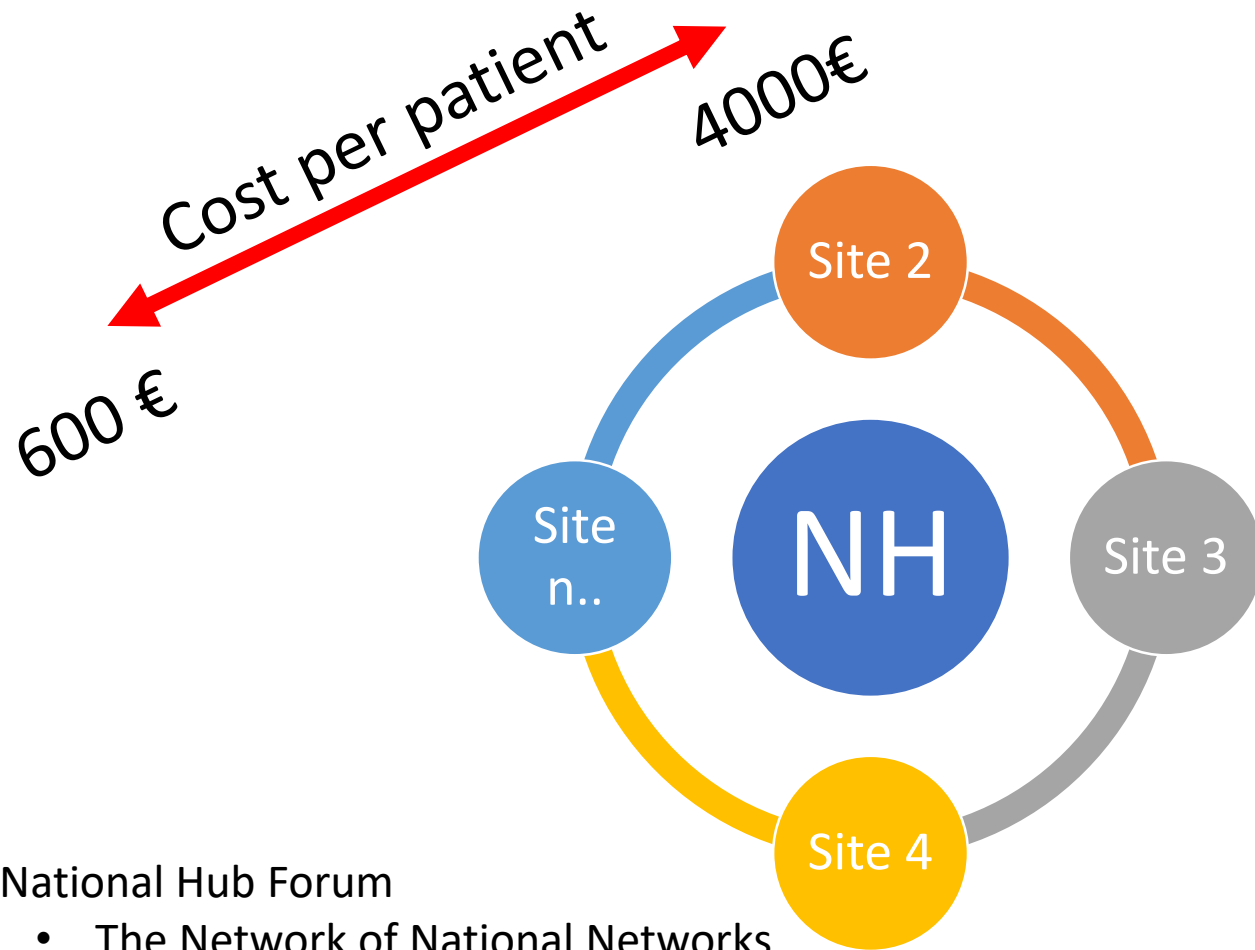 Cost per patient
4000€
600 €
Site 2
Site
n..
NH
Site 3
Site 4
National Hub Forum
• The Network of National Networks